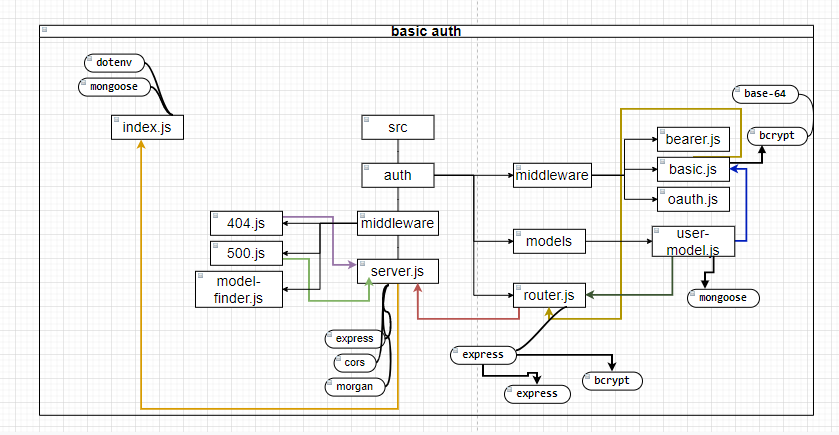 basic auth
dotenv
mongoose
index.js
src
auth
middleware
404.js
500.js
model-
finder.js
server.js
express
cors
morgan
middleware
models
router.js
bearer.js
basic.js
oauth.js
user-
model.js
base-64
bcrypt
mongoose
express
express
bcrypt